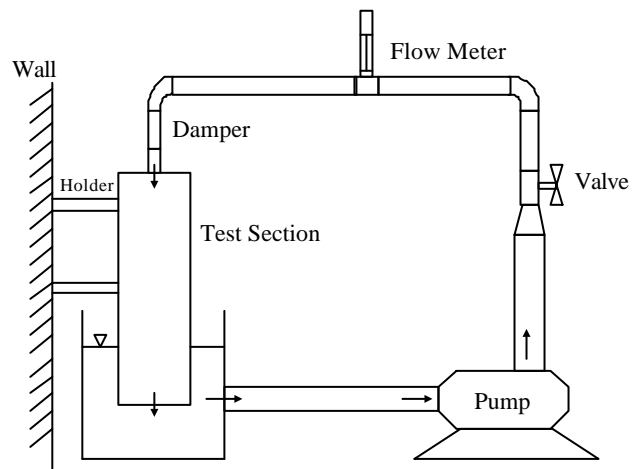 Flow Meter
Wall
Damper
Holder
Valve
Test Section
Pump